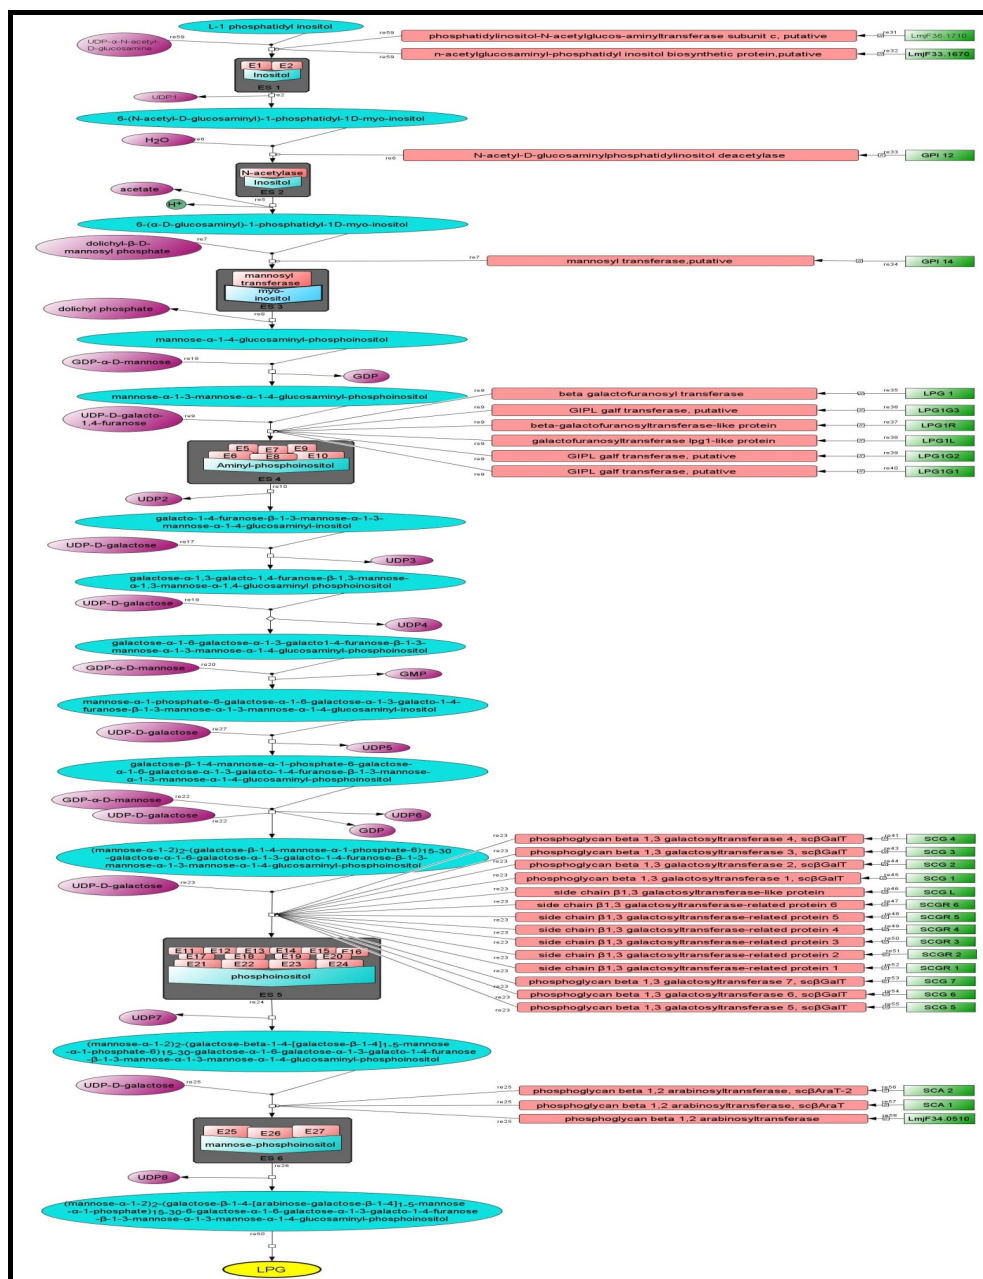 L-1 phosphatidyl inositol
UDP-α-N-acetyl-
D-glucosamine
re59
re59
phosphatidylinositol-N-acetylglucos-aminyltransferase subunit c, putative
re31
LmjF36.1710
re59
n-acetylglucosaminyl-phosphatidyl inositol biosynthetic protein,putative
re32
LmjF33.1670
E1
E2
Inositol
ES 1
UDP1
re2
6-(N-acetyl-D-glucosaminyl)-1-phosphatidyl-1D-myo-inositol
H2O
re6
re6
N-acetyl-D-glucosaminylphosphatidylinositol deacetylase
re33
GPI 12
N-acetylase
Inositol
ES 2
acetate
H+
re5
6-(α-D-glucosaminyl)-1-phosphatidyl-1D-myo-inositol
dolichyl-β-D-
mannosyl phosphate
re7
re7
mannosyl transferase,putative
re34
GPI 14
mannosyl
transferase
myo-
inositol
ES 3
dolichyl phosphate
re8
mannose-α-1-4-glucosaminyl-phosphoinositol
GDP-α-D-mannose
re18
GDP
mannose-α-1-3-mannose-α-1-4-glucosaminyl-phosphoinositol
UDP-D-galacto-
1,4-furanose
re9
re9
beta galactofuranosyl transferase
re35
LPG 1
re9
GIPL galf transferase, putative
re36
LPG1G3
re9
beta-galactofuranosyltransferase-like protein
re37
LPG1R
re9
galactofuranosyltransferase lpg1-like protein
re38
LPG1L
re9
GIPL galf transferase, putative
re39
LPG1G2
re9
GIPL galf transferase, putative
re40
LPG1G1
E5
E7
E9
E6
E8
E10
Aminyl-phosphoinositol
ES 4
re10
UDP2
galacto-1-4-furanose-β-1-3-mannose-α-1-3-
mannose-α-1-4-glucosaminyl-inositol
UDP-D-galactose
re17
UDP3
galactose-α-1,3-galacto-1,4-furanose-β-1,3-mannose-
α-1,3-mannose-α-1,4-glucosaminyl phosphoinositol
UDP-D-galactose
re19
UDP4
galactose-α-1-6-galactose-α-1-3-galacto1-4-furanose-β-1-3-
mannose-α-1-3-mannose-α-1-4-glucosaminyl-phosphoinositol
GDP-α-D-mannose
re20
GMP
mannose-α-1-phosphate-6-galactose-α-1-6-galactose-α-1-3-galacto-1-4-
furanose-β-1-3-mannose-α-1-3-mannose-α-1-4-glucosaminyl-inositol
UDP-D-galactose
re27
UDP5
galactose-β-1-4-mannose-α-1-phosphate-6-galactose-
α-1-6-galactose-α-1-3-galacto-1-4-furanose-β-1-3-mannose-
α-1-3-mannose-α-1-4-glucosaminyl-phosphoinositol
GDP-α-D-mannose
re22
UDP-D-galactose
re22
UDP6
GDP
(mannose-α-1-2)2-(galactose-β-1-4-mannose-α-1-phosphate-6)15-30
-galactose-α-1-6-galactose-α-1-3-galacto-1-4-furanose-β-1-3-
mannose-α-1-3-mannose-α-1-4-glucosaminyl-phosphoinositol
UDP-D-galactose
re23
re23
phosphoglycan beta 1,3 galactosyltransferase 4, scβGalT
re41
SCG 4
re23
phosphoglycan beta 1,3 galactosyltransferase 3, scβGalT
re43
SCG 3
re23
phosphoglycan beta 1,3 galactosyltransferase 2, scβGalT
re44
SCG 2
re23
phosphoglycan beta 1,3 galactosyltransferase 1, scβGalT
re45
SCG 1
re23
side chain β1,3 galactosyltransferase-like protein
re46
SCG L
re23
side chain β1,3 galactosyltransferase-related protein 6
re47
SCGR 6
re23
side chain β1,3 galactosyltransferase-related protein 5
re48
SCGR 5
re23
side chain β1,3 galactosyltransferase-related protein 4
re49
SCGR 4
re23
side chain β1,3 galactosyltransferase-related protein 3
re50
SCGR 3
re23
side chain β1,3 galactosyltransferase-related protein 2
re51
SCGR 2
re23
side chain β1,3 galactosyltransferase-related protein 1
re52
SCGR 1
re23
phosphoglycan beta 1,3 galactosyltransferase 7, scβGalT
re53
SCG 7
re23
phosphoglycan beta 1,3 galactosyltransferase 6, scβGalT
re54
SCG 6
re23
phosphoglycan beta 1,3 galactosyltransferase 5, scβGalT
re55
SCG 5
E11 E12 E13 E14 E15 E16
E17 E18 E19 E20
E21 E22 E23 E24
phosphoinositol
ES 5
re24
UDP7
(mannose-α-1-2)2-(galactose-beta-1-4-[galactose-β-1-4]1-5-mannose
-α-1-phosphate-6)15-30-galactose-α-1-6-galactose-α-1-3-galacto-1-4-furanose
-β-1-3-mannose-α-1-3-mannose-α-1-4-glucosaminyl-phosphoinositol
UDP-D-galactose
re25
re25
phosphoglycan beta 1,2 arabinosyltransferase, scβAraT-2
re56
SCA 2
re25
phosphoglycan beta 1,2 arabinosyltransferase, scβAraT
re57
SCA 1
re25
phosphoglycan beta 1,2 arabinosyltransferase
re58
LmjF34.0510
E25
E26
E27
mannose-phosphoinositol
ES 6
re26
UDP8
(mannose-α-1-2)2-(galactose-β-1-4-[arabinose-galactose-β-1-4]1-5-mannose
-α-1-phosphate)15-30-6-galactose-α-1-6-galactose-α-1-3-galacto-1-4-furanose
-β-1-3-mannose-α-1-3-mannose-α-1-4-glucosaminyl-phosphoinositol
re60
LPG